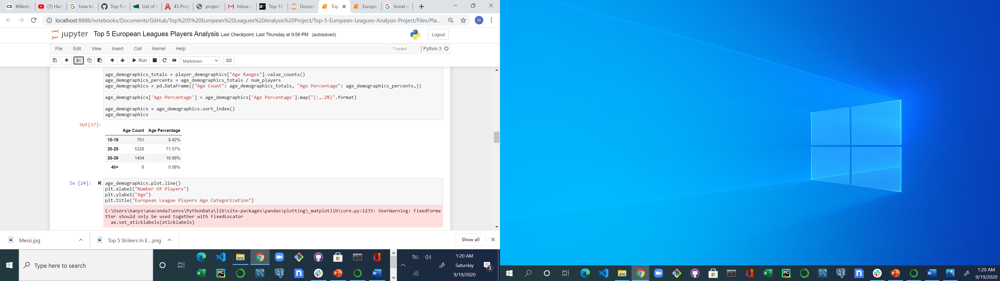 CS Milesto
(7) Hack
how to
Top-5-E
List of C
43 Proje
project
Inbox (1
ST Top-10
Docum
Top
Europea
lionel m
localhost:8888/notebooks/Documents/GitHub/Top%205%20European%20Leagues%20Analysis%20Project/Top-5-European-Leagues-Analysis-Project/Files/Pla...
H
jupyter Top 5 European Leagues Players Analysis Last Checkpoint: Last Thursday at 9:58 PM (autosaved)
Logout
File Edit View Insert Cell Kernel Help
Trusted
Python 3
Run
Markdown
age_demographics_totals = player_demographics["Age Ranges"].value_counts()
age_demographics_percents = age_demographics_totals / num_players
age_demographics = pd.DataFrame({"Age Count": age_demographics_totals, "Age Percentage": age_demographics_percents,})
age_demographics['Age Percentage'] = age_demographics['Age Percentage'].map("{:,.2%}".format)
age_demographics = age_demographics.sort_index()
age_demographics
Out[17]:
Age Count Age Percentage
10-19 701 9.42%
20-29 5328 71.57%
30-39 1404 18.86%
40+ 6 0.08%
In [24]:
age_demographics.plot.line()
plt.xlabel("Number Of Players")
plt.ylabel("Age")
plt.title("European League Players Age Categorization")
C:\Users\hanys\anaconda3\envs\PythonData\lib\site-packages\pandas\plotting\_matplotlib\core.py:1235: UserWarning: FixedForma
tter should only be used together with FixedLocator
ax.set_xticklabels(xticklabels)
Messi.jpg
Top 5 Strikers In E....png
Show all
Type here to search
1:20 AM
Saturday
9/19/2020
3
1:20 AM
9/19/2020